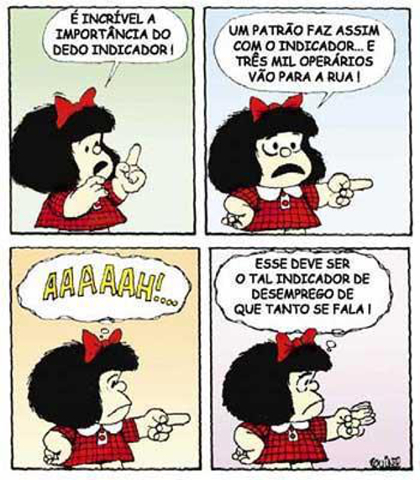 É INCRÍVEL A
IMPORTÂNCIA DO
DEDO INDICADOR!
UM PATRÃO FAZ ASSIM
COM O INDICADOR... E
TRÊS MIL OPERÁRIOS
VÃO PARA A RUA!
AAAAAH!...
ESSE DEVE SER
O TAL INDICADOR DE
DESEMPREGO DE
QUE TANTO SE FALA!
QUINO